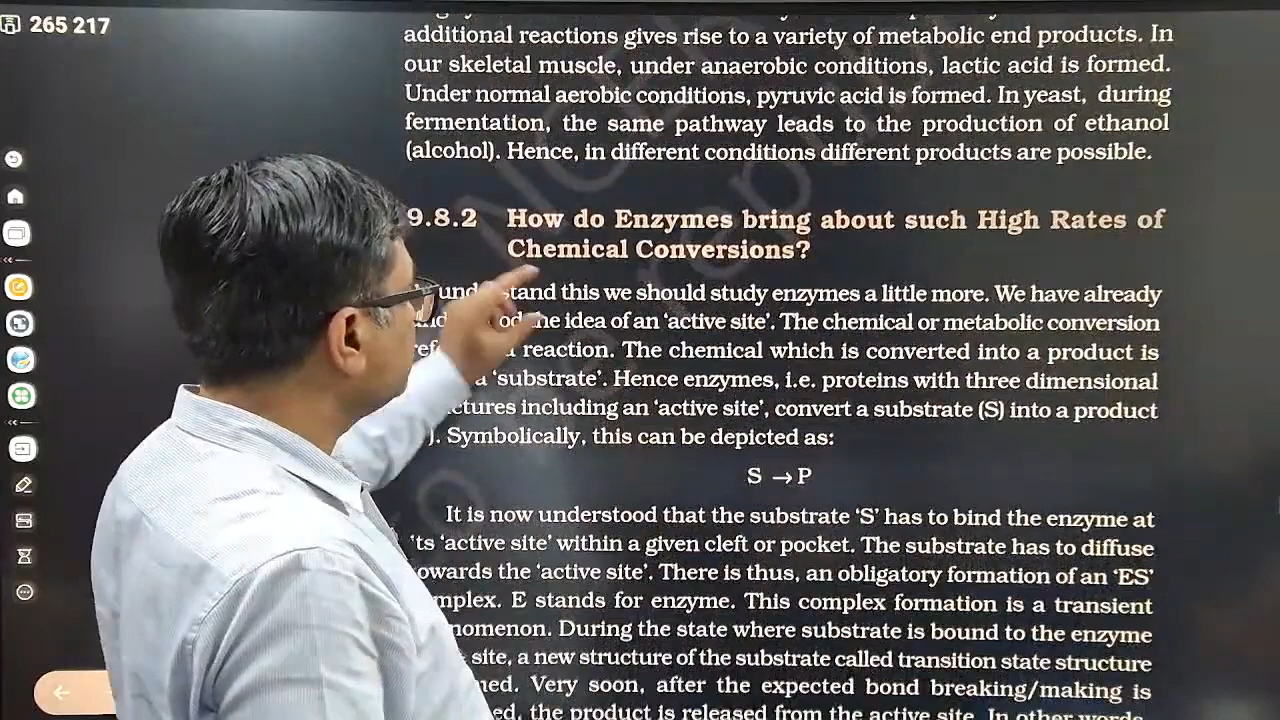 265 217
additional reactions gives rise to a variety of metabolic end products. In
our skeletal muscle, under anaerobic conditions, lactic acid is formed.
Under normal aerobic conditions, pyruvic acid is formed. In yeast, during
fermentation, the same pathway leads to the production of ethanol
(alcohol). Hence, in different conditions different products are possible.
9.8.2 How do Enzymes bring about such High Rates of
Chemical Conversions?
this we should study enzymes a little more. We have already
the idea of an ‘active site’. The chemical or metabolic conversion
reaction. The chemical which is converted into a product is
a ‘substrate’. Hence enzymes, i.e. proteins with three dimensional
including an ‘active site’, convert a substrate (S) into a product
). Symbolically, this can be depicted as:
S → P
It is now understood that the substrate ‘S’ has to bind the enzyme at
‘active site’ within a given cleft or pocket. The substrate has to diffuse
towards the ‘active site’. There is thus, an obligatory formation of an ‘ES’
complex. E stands for enzyme. This complex formation is a transient
phenomenon. During the state where substrate is bound to the enzyme
site, a new structure of the substrate called transition state structure
Very soon, after the expected bond breaking/making is
the product is released from the active site. In other words,